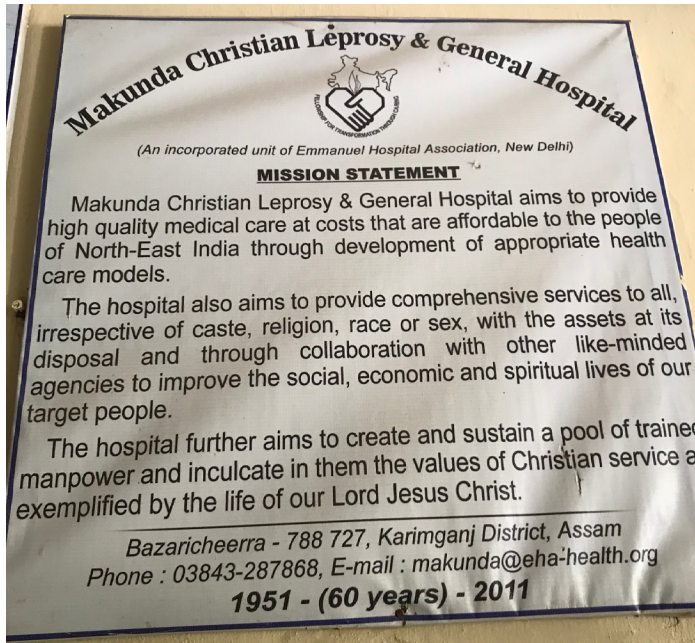 Makunda Christian Leprosy & General Hospital
FELLOWSHIP FOR TRANSFORMATION THROUGH CARING
(An incorporated unit of Emmanuel Hospital Association, New Delhi)
MISSION STATEMENT
Makunda Christian Leprosy & General Hospital aims to provide
high quality medical care at costs that are affordable to the people
of North-East India through development of appropriate health
care models.
The hospital also aims to provide comprehensive services to all,
irrespective of caste, religion, race or sex, with the assets at its
disposal and through collaboration with other like-minded
agencies to improve the social, economic and spiritual lives of our
target people.
The hospital further aims to create and sustain a pool of traine
manpower and inculcate in them the values of Christian service a
exemplified by the life of our Lord Jesus Christ.
Bazaricheerra - 788 727, Karimganj District, Assam
Phone : 03843-287868, E-mail : makunda@eha-health.org
1951 - (60 years) - 2011